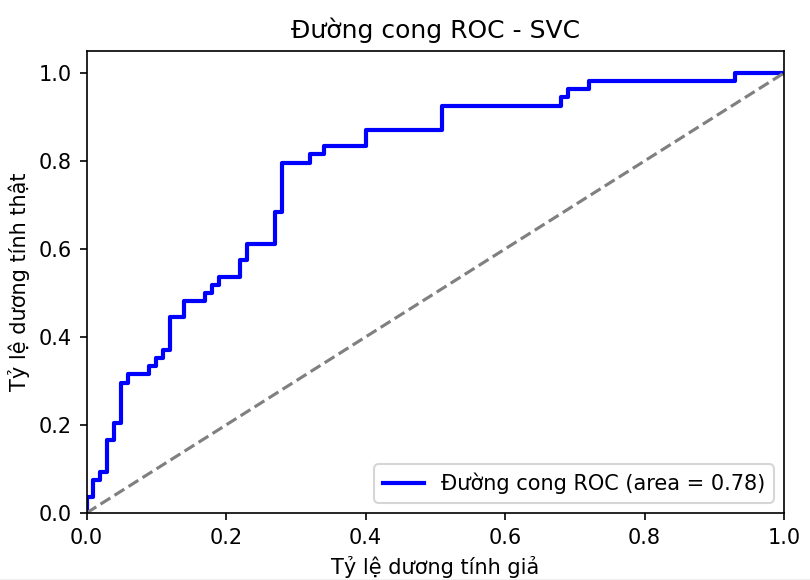 Đường cong ROC - SVC
Tỷ lệ dương tính thật
1.0
0.8
0.6
0.4
0.2
0.0
Đường cong ROC (area = 0.78)
0.0 0.2 0.4 0.6 0.8 1.0
Tỷ lệ dương tính giả